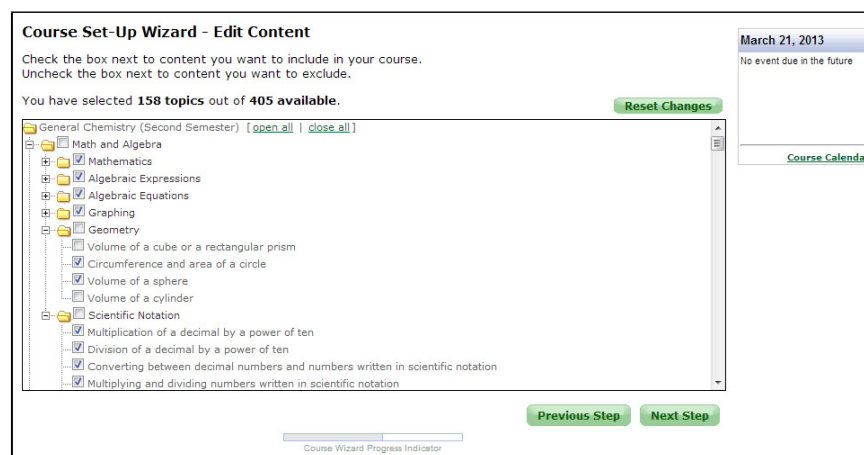 Course Set-Up Wizard - Edit Content
Check the box next to content you want to include in your course.
Uncheck the box next to content you want to exclude.
You have selected 158 topics out of 405 available.
Reset Changes
General Chemistry (Second Semester) [open all | close all]
Math and Algebra
Mathematics
Algebraic Expressions
Algebraic Equations
Graphing
Geometry
Volume of a cube or a rectangular prism
Circumference and area of a circle
Volume of a sphere
Volume of a cylinder
Scientific Notation
Multiplication of a decimal by a power of ten
Division of a decimal by a power of ten
Converting between decimal numbers and numbers written in scientific notation
Multiplying and dividing numbers written in scientific notation
Previous Step
Next Step
Course Wizard Progress Indicator
March 21, 2013
No event due in the future
Course Calenda